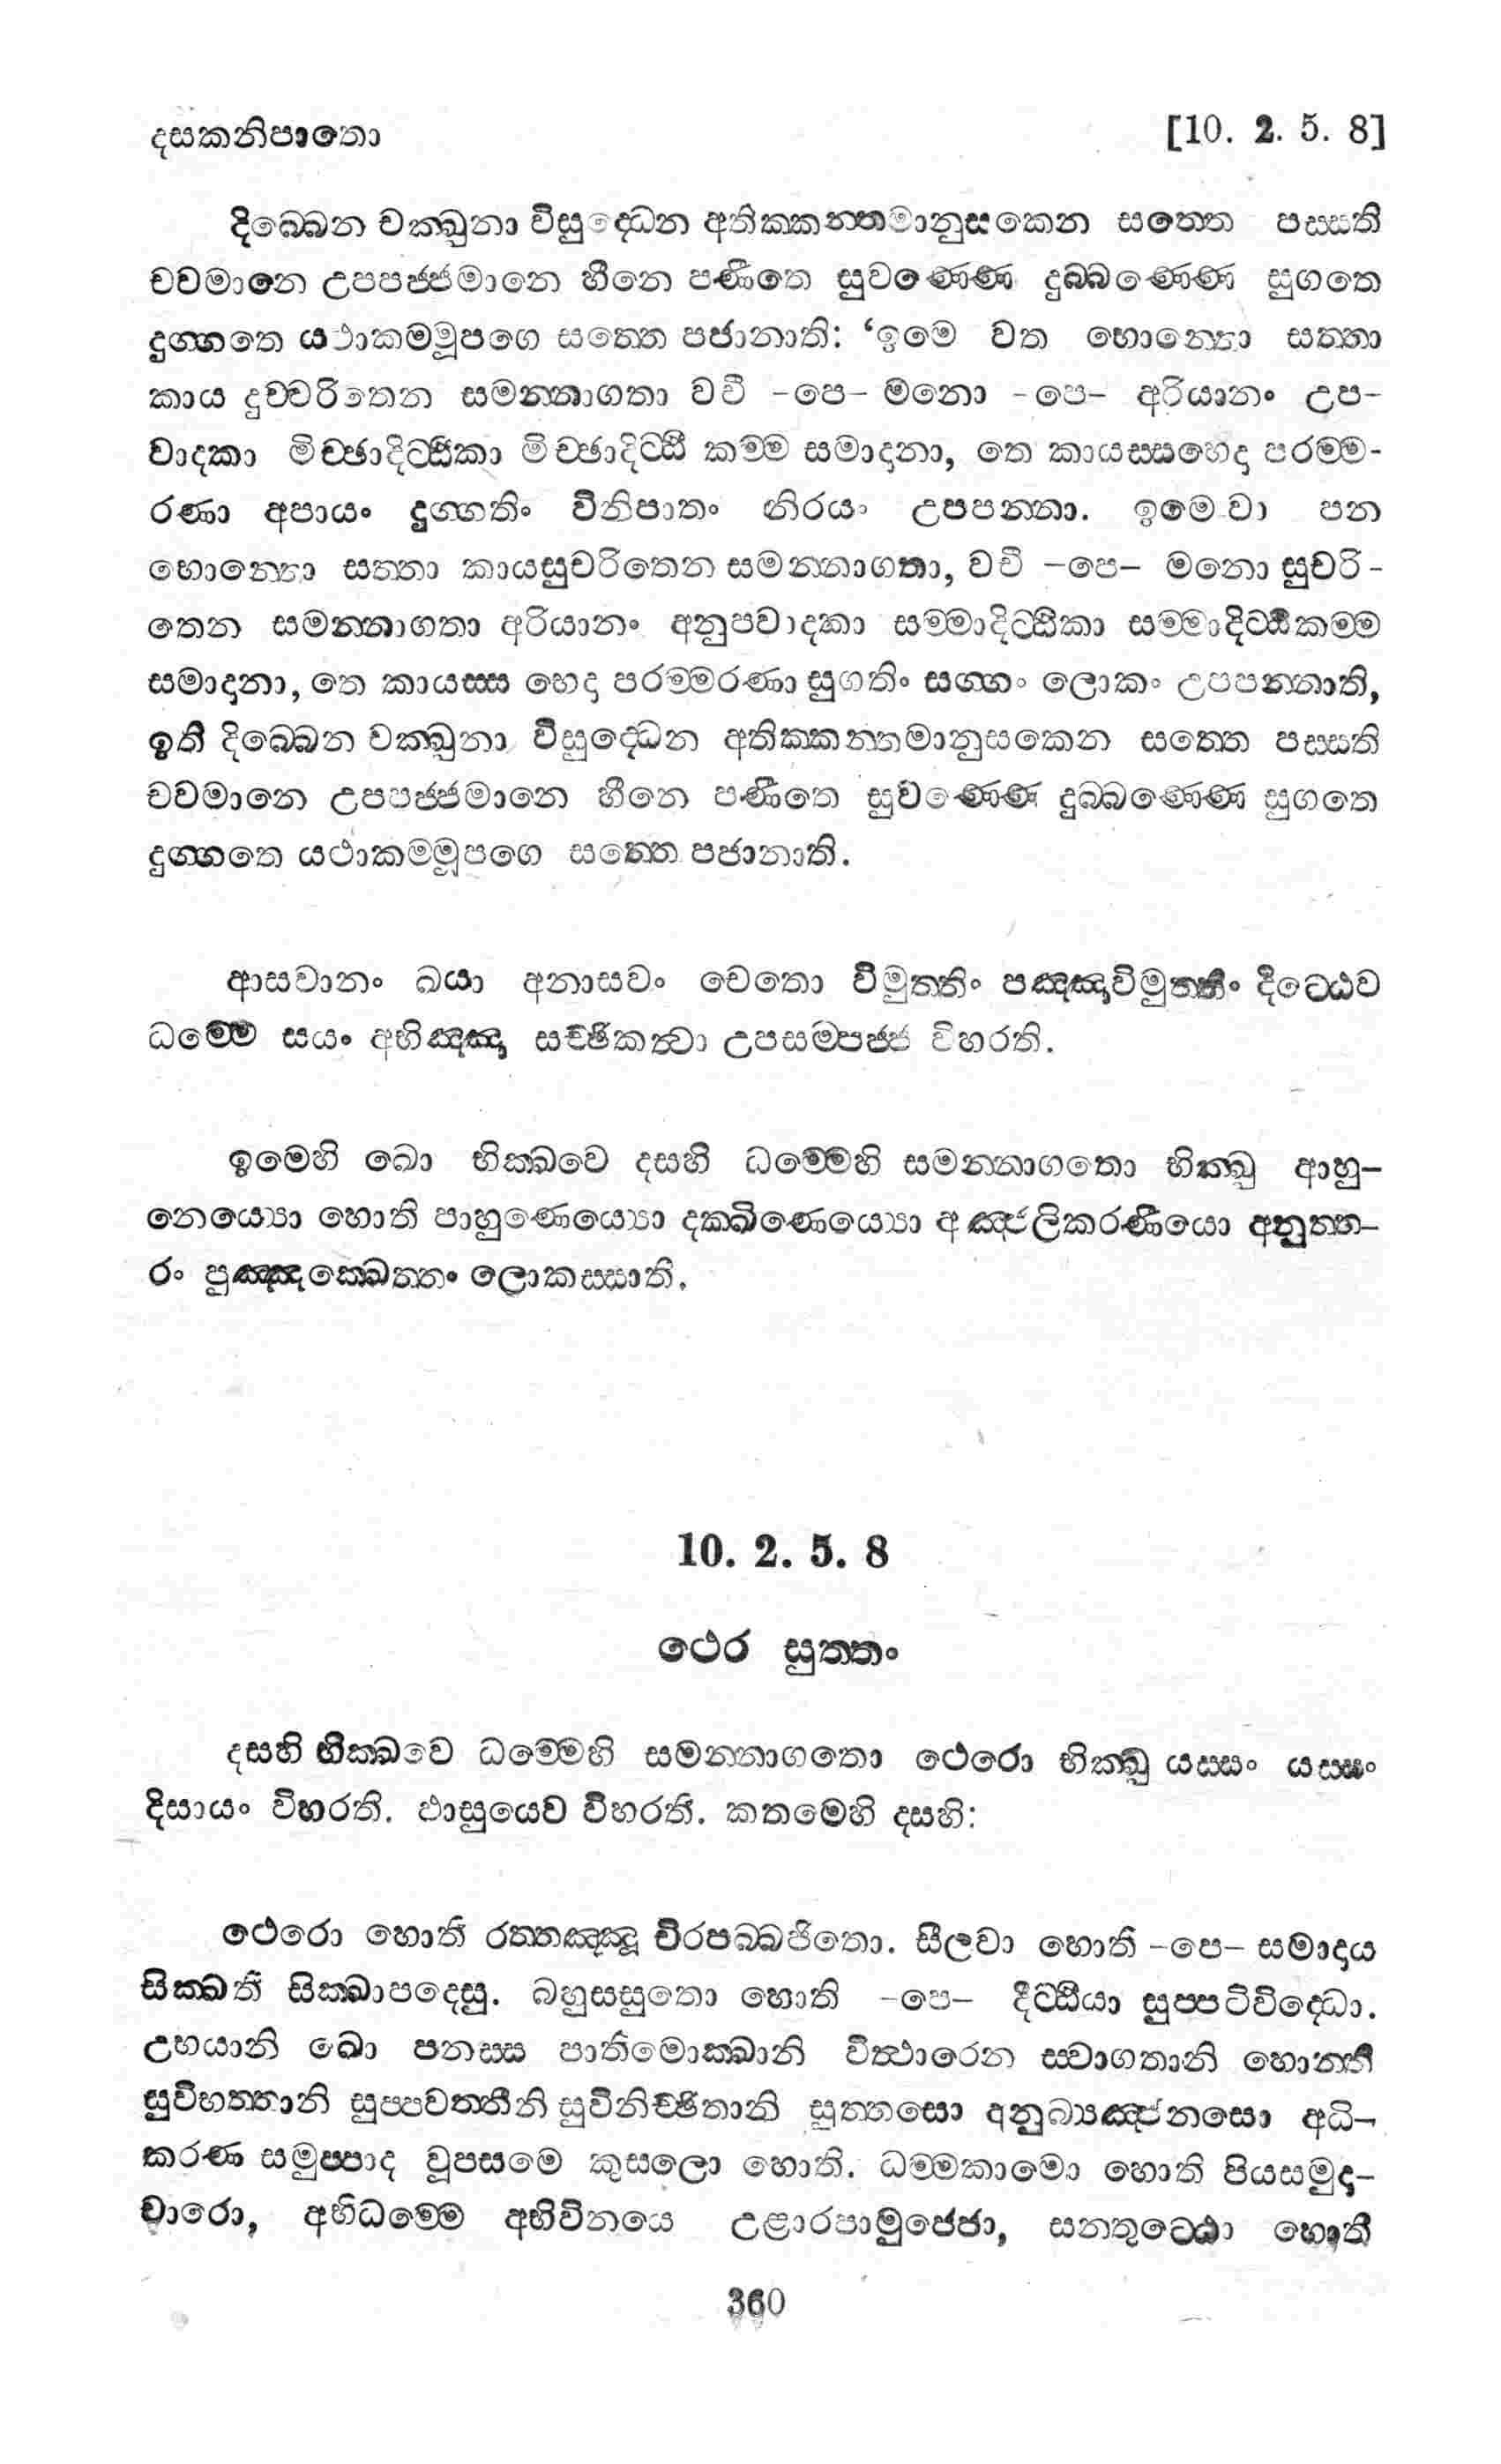 දසකනිපාතො [10. 2. 5. 8]
දිබ්බෙන චක්ඛුනා විසුද්ධෙන අතික්කන්තමානුසකෙන සත්තෙ පස්සති
චවමානෙ උපපජ්ජමානෙ හීනෙ පණීතෙ සුවණ්ණෙ දුබ්බණ්ණෙ සුගතෙ
දුග්ගතෙ යථාකම්මූපගෙ සත්තෙ පජානාති: ‘ඉමෙ වත භොන්තො සත්තා
කාය දුච්චරිතෙන සමන්නාගතා වචී -පෙ- මනො -පෙ- අරියානං උප-
වාදකා මිච්ඡාදිට්ඨිකා මිච්ඡාදිට්ඨි කම්ම සමාදානා, තෙ කායස්සභෙදා පරම්ම-
රණා අපායං දුග්ගතිං විනිපාතං නිරයං උපපන්නා. ඉමෙ වා පන
භොන්තො සත්තා කායසුචරිතෙන සමන්නාගතා, වචී -පෙ- මනො සුචරි-
තෙන සමන්නාගතා අරියානං අනුපවාදකා සම්මාදිට්ඨිකා සම්මාදිට්ඨිකම්ම
සමාදානා, තෙ කායස්ස භෙදා පරම්මරණා සුගතිං සග්ගං ලොකං උපපන්නාති,
ඉති දිබ්බෙන චක්ඛුනා විසුද්ධෙන අතික්කන්තමානුසකෙන සත්තෙ පස්සති
චවමානෙ උපපජ්ජමානෙ හීනෙ පණීතෙ සුවණ්ණෙ දුබ්බණ්ණෙ සුගතෙ
දුග්ගතෙ යථාකම්මූපගෙ සත්තෙ පජානාති.
ආසවානං ඛයා අනාසවං චෙතො විමුත්තිං පඤ්ඤාවිමුත්තිං දිට්ඨෙව
ධම්මෙ සයං අභිඤ්ඤා සච්ඡිකත්වා උපසම්පජ්ජ විහරති.
ඉමෙහි ඛො භික්ඛවෙ දසහි ධම්මෙහි සමන්නාගතො භික්ඛු ආහු-
නෙය්‍යො හොති පාහුණෙය්‍යො දක්ඛිණෙය්‍යො අඤ්ජලිකරණීයො අනුත්ත-
රං පුඤ්ඤක්ඛෙත්තං ලොකස්සාති.
10. 2. 5. 8
ථෙර සුත්තං
දසහි භික්ඛවෙ ධම්මෙහි සමන්නාගතො ථෙරො භික්ඛු යස්සං යස්සං
දිසායං විහරති. ඵාසුයෙව විහරති. කතමෙහි දසහි:
ථෙරො හොති රත්තඤ්ඤූ චිරපබ්බජිතො. සීලවා හොති -පෙ- සමාදාය
සික්ඛති සික්ඛාපදෙසු. බහුස්සුතො හොති -පෙ- දිට්ඨියා සුප්පටිවිද්ධො.
උභයානි ඛො පනස්ස පාතිමොක්ඛානි විත්ථාරෙන ස්වාගතානි හොන්ති
සුවිභත්තානි සුප්පවත්තීනි සුවිනිච්ඡිතානි සුත්තසො අනුබ්‍යඤ්ජනසො අධි-
කරණ සමුප්පාද වූපසමෙ කුසලො හොති. ධම්මකාමො හොති පියසමුදා-
චාරො, අභිධම්මෙ අභිවිනයෙ උළාරපාමුජ්ජො, සන්තුට්ඨො හොති
360